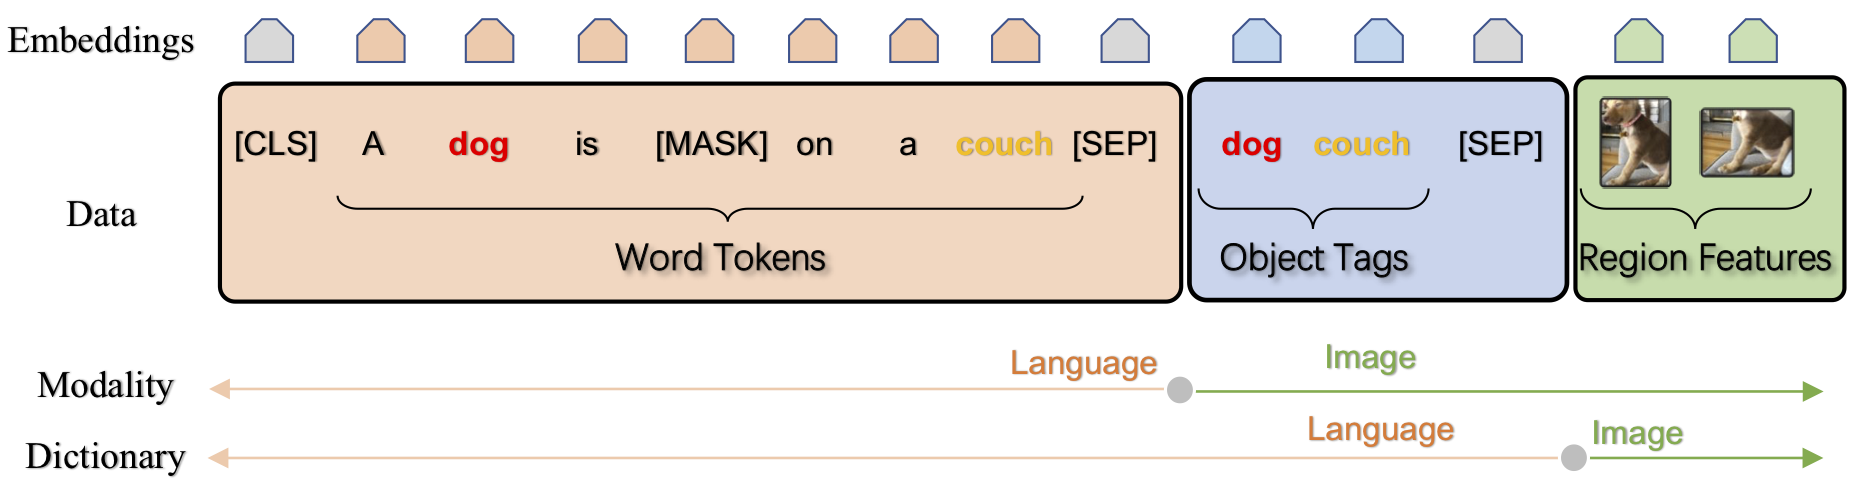 Embeddings
[CLS] A dog is [MASK] on a couch [SEP] dog couch [SEP]
Data
Word Tokens Object Tags Region Features
Modality Language Image
Dictionary Language Image